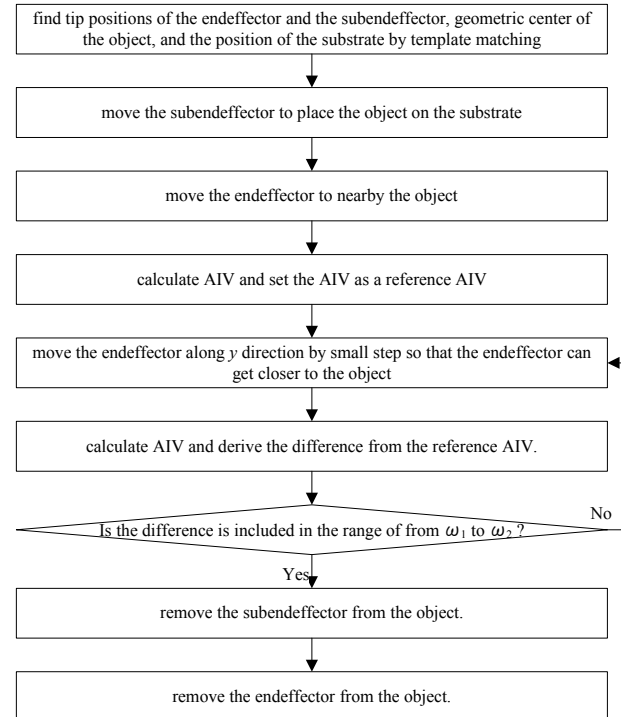 find tip positions of the endeffector and the subendeffector, geometric center of
the object, and the position of the substrate by template matching
move the subendeffector to place the object on the substrate
move the endeffector to nearby the object
calculate AIV and set the AIV as a reference AIV
move the endeffector along y direction by small step so that the endeffector can
get closer to the object
calculate AIV and derive the difference from the reference AIV.
Is the difference is included in the range of from ω₁ to ω₂ ?
No
Yes
remove the subendeffector from the object.
remove the endeffector from the object.